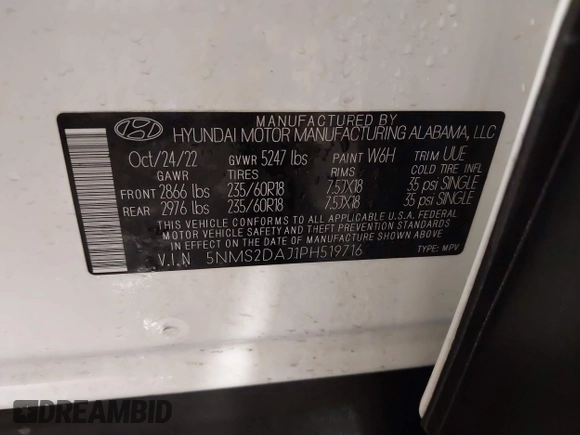 MANUFACTURED BY
HYUNDAI MOTOR MANUFACTURING ALABAMA, LLC
Oct/24/22 GVWR 5247 lbs PAINT W6H TRIM UUE
GAWR TIRES RIMS COLD TIRE INFL
FRONT 2866 lbs 235/60R18 7.5JX18 35 psi SINGLE
REAR 2976 lbs 235/60R18 7.5JX18 35 psi SINGLE
THIS VEHICLE CONFORMS TO ALL APPLICABLE U.S.A. FEDERAL
MOTOR VEHICLE SAFETY AND THEFT PREVENTION STANDARDS
IN EFFECT ON THE DATE OF MANUFACTURE SHOWN ABOVE.
V.I.N 5NMS2DAJ1PH519716 TYPE: MPV
DREAMBID